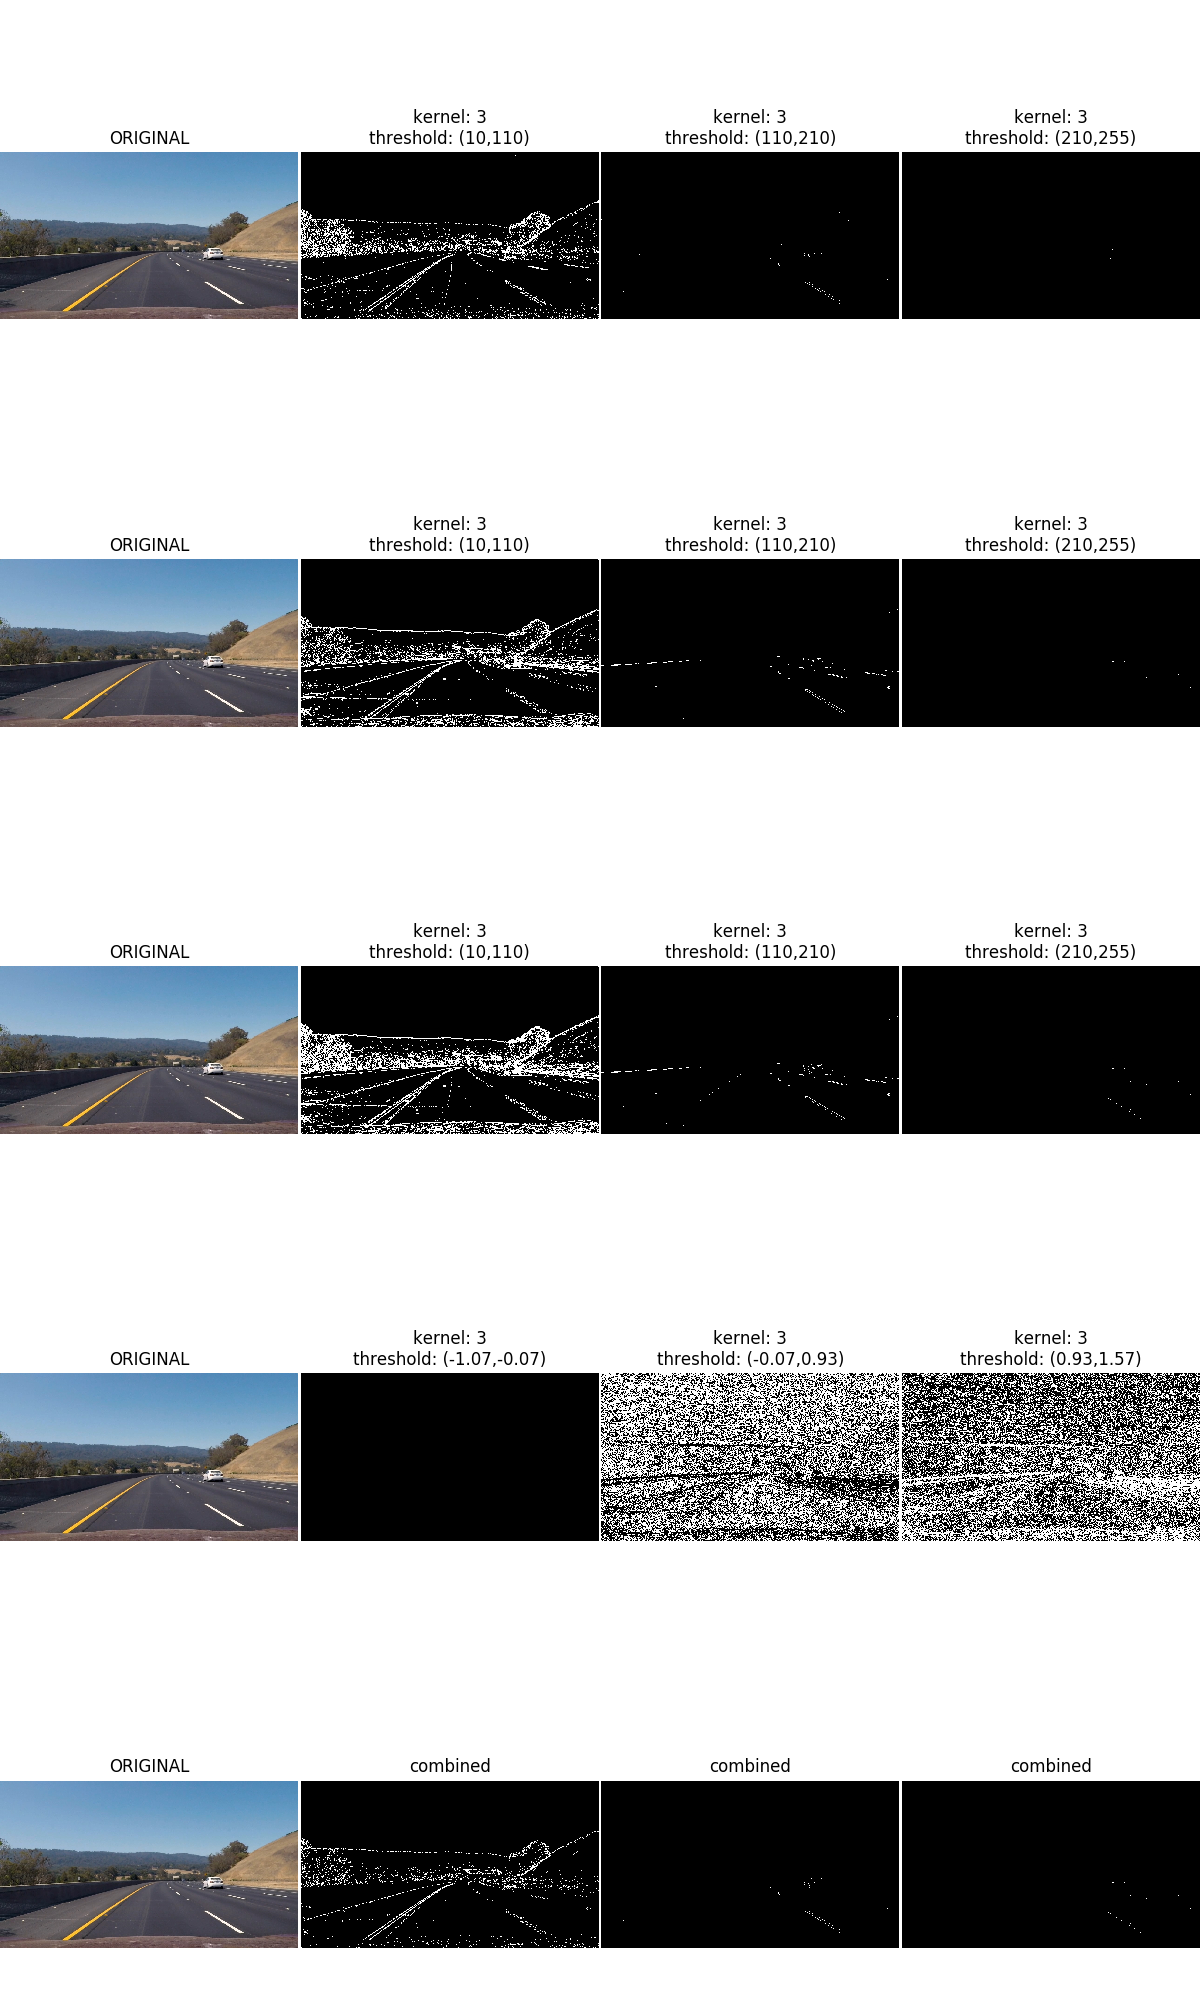 ORIGINAL
kernel: 3
threshold: (10,110)
kernel: 3
threshold: (110,210)
kernel: 3
threshold: (210,255)
ORIGINAL
kernel: 3
threshold: (10,110)
kernel: 3
threshold: (110,210)
kernel: 3
threshold: (210,255)
ORIGINAL
kernel: 3
threshold: (10,110)
kernel: 3
threshold: (110,210)
kernel: 3
threshold: (210,255)
ORIGINAL
kernel: 3
threshold: (-1.07,-0.07)
kernel: 3
threshold: (-0.07,0.93)
kernel: 3
threshold: (0.93,1.57)
ORIGINAL
combined
combined
combined